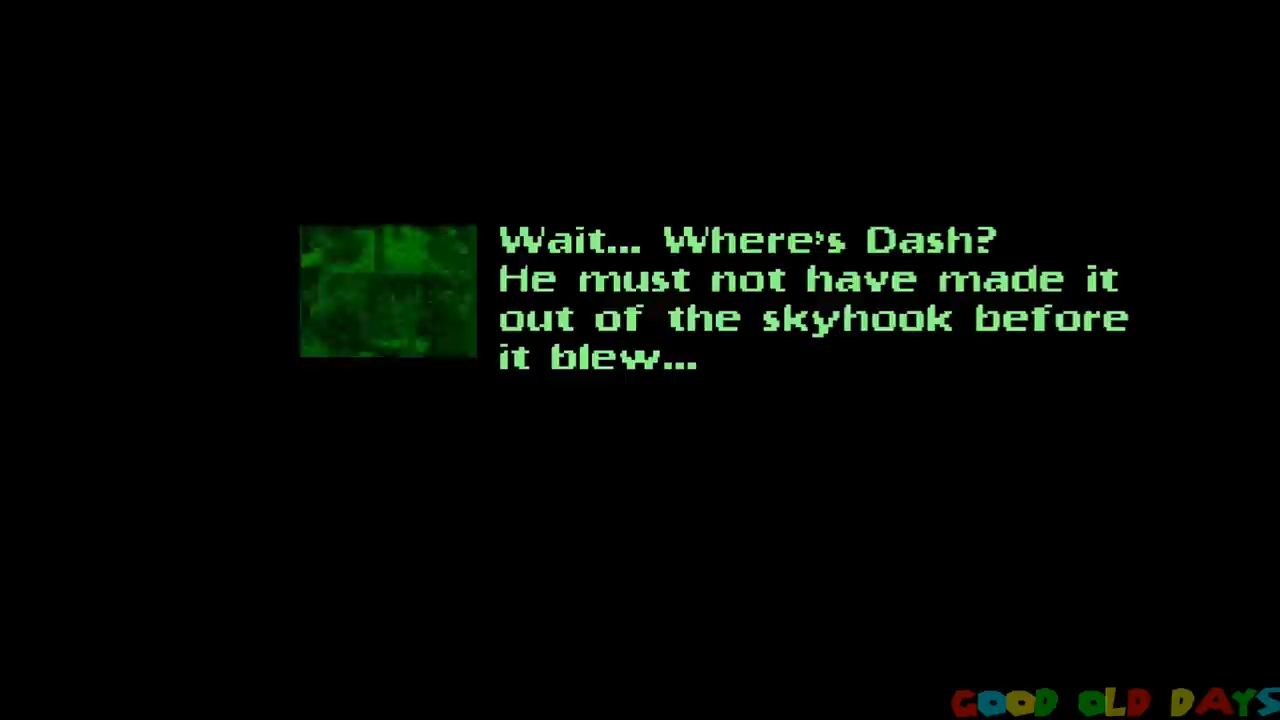 Wait... Where's Dash?
He must not have made it
out of the skyhook before
it blew...
GOOD OLD DAYS